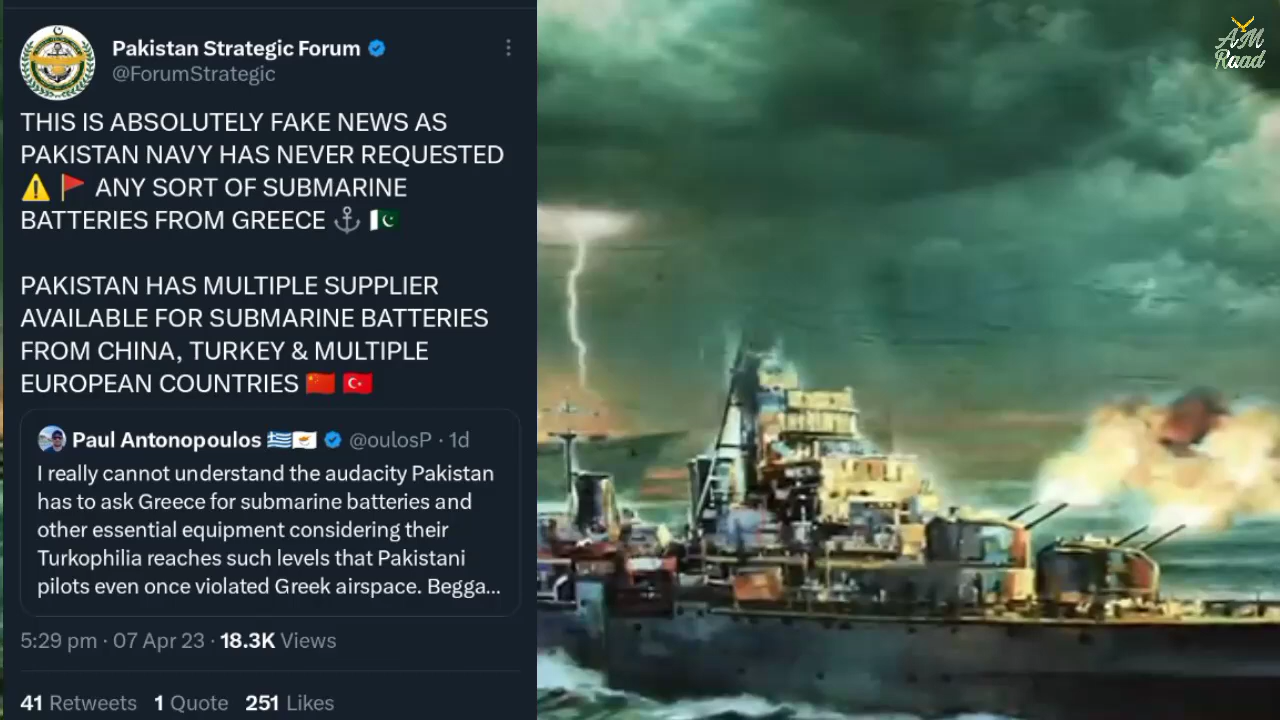 Pakistan Strategic Forum
@ForumStrategic
THIS IS ABSOLUTELY FAKE NEWS AS
PAKISTAN NAVY HAS NEVER REQUESTED
⚠️ 🚩 ANY SORT OF SUBMARINE
BATTERIES FROM GREECE ⚓ 🇵🇰
PAKISTAN HAS MULTIPLE SUPPLIER
AVAILABLE FOR SUBMARINE BATTERIES
FROM CHINA, TURKEY & MULTIPLE
EUROPEAN COUNTRIES 🇨🇳 🇹🇷
Paul Antonopoulos 🇬🇷🇨🇾 @oulosP · 1d
I really cannot understand the audacity Pakistan
has to ask Greece for submarine batteries and
other essential equipment considering their
Turkophilia reaches such levels that Pakistani
pilots even once violated Greek airspace. Begga...
5:29 pm · 07 Apr 23 · 18.3K Views
41 Retweets 1 Quote 251 Likes
AM
Raad